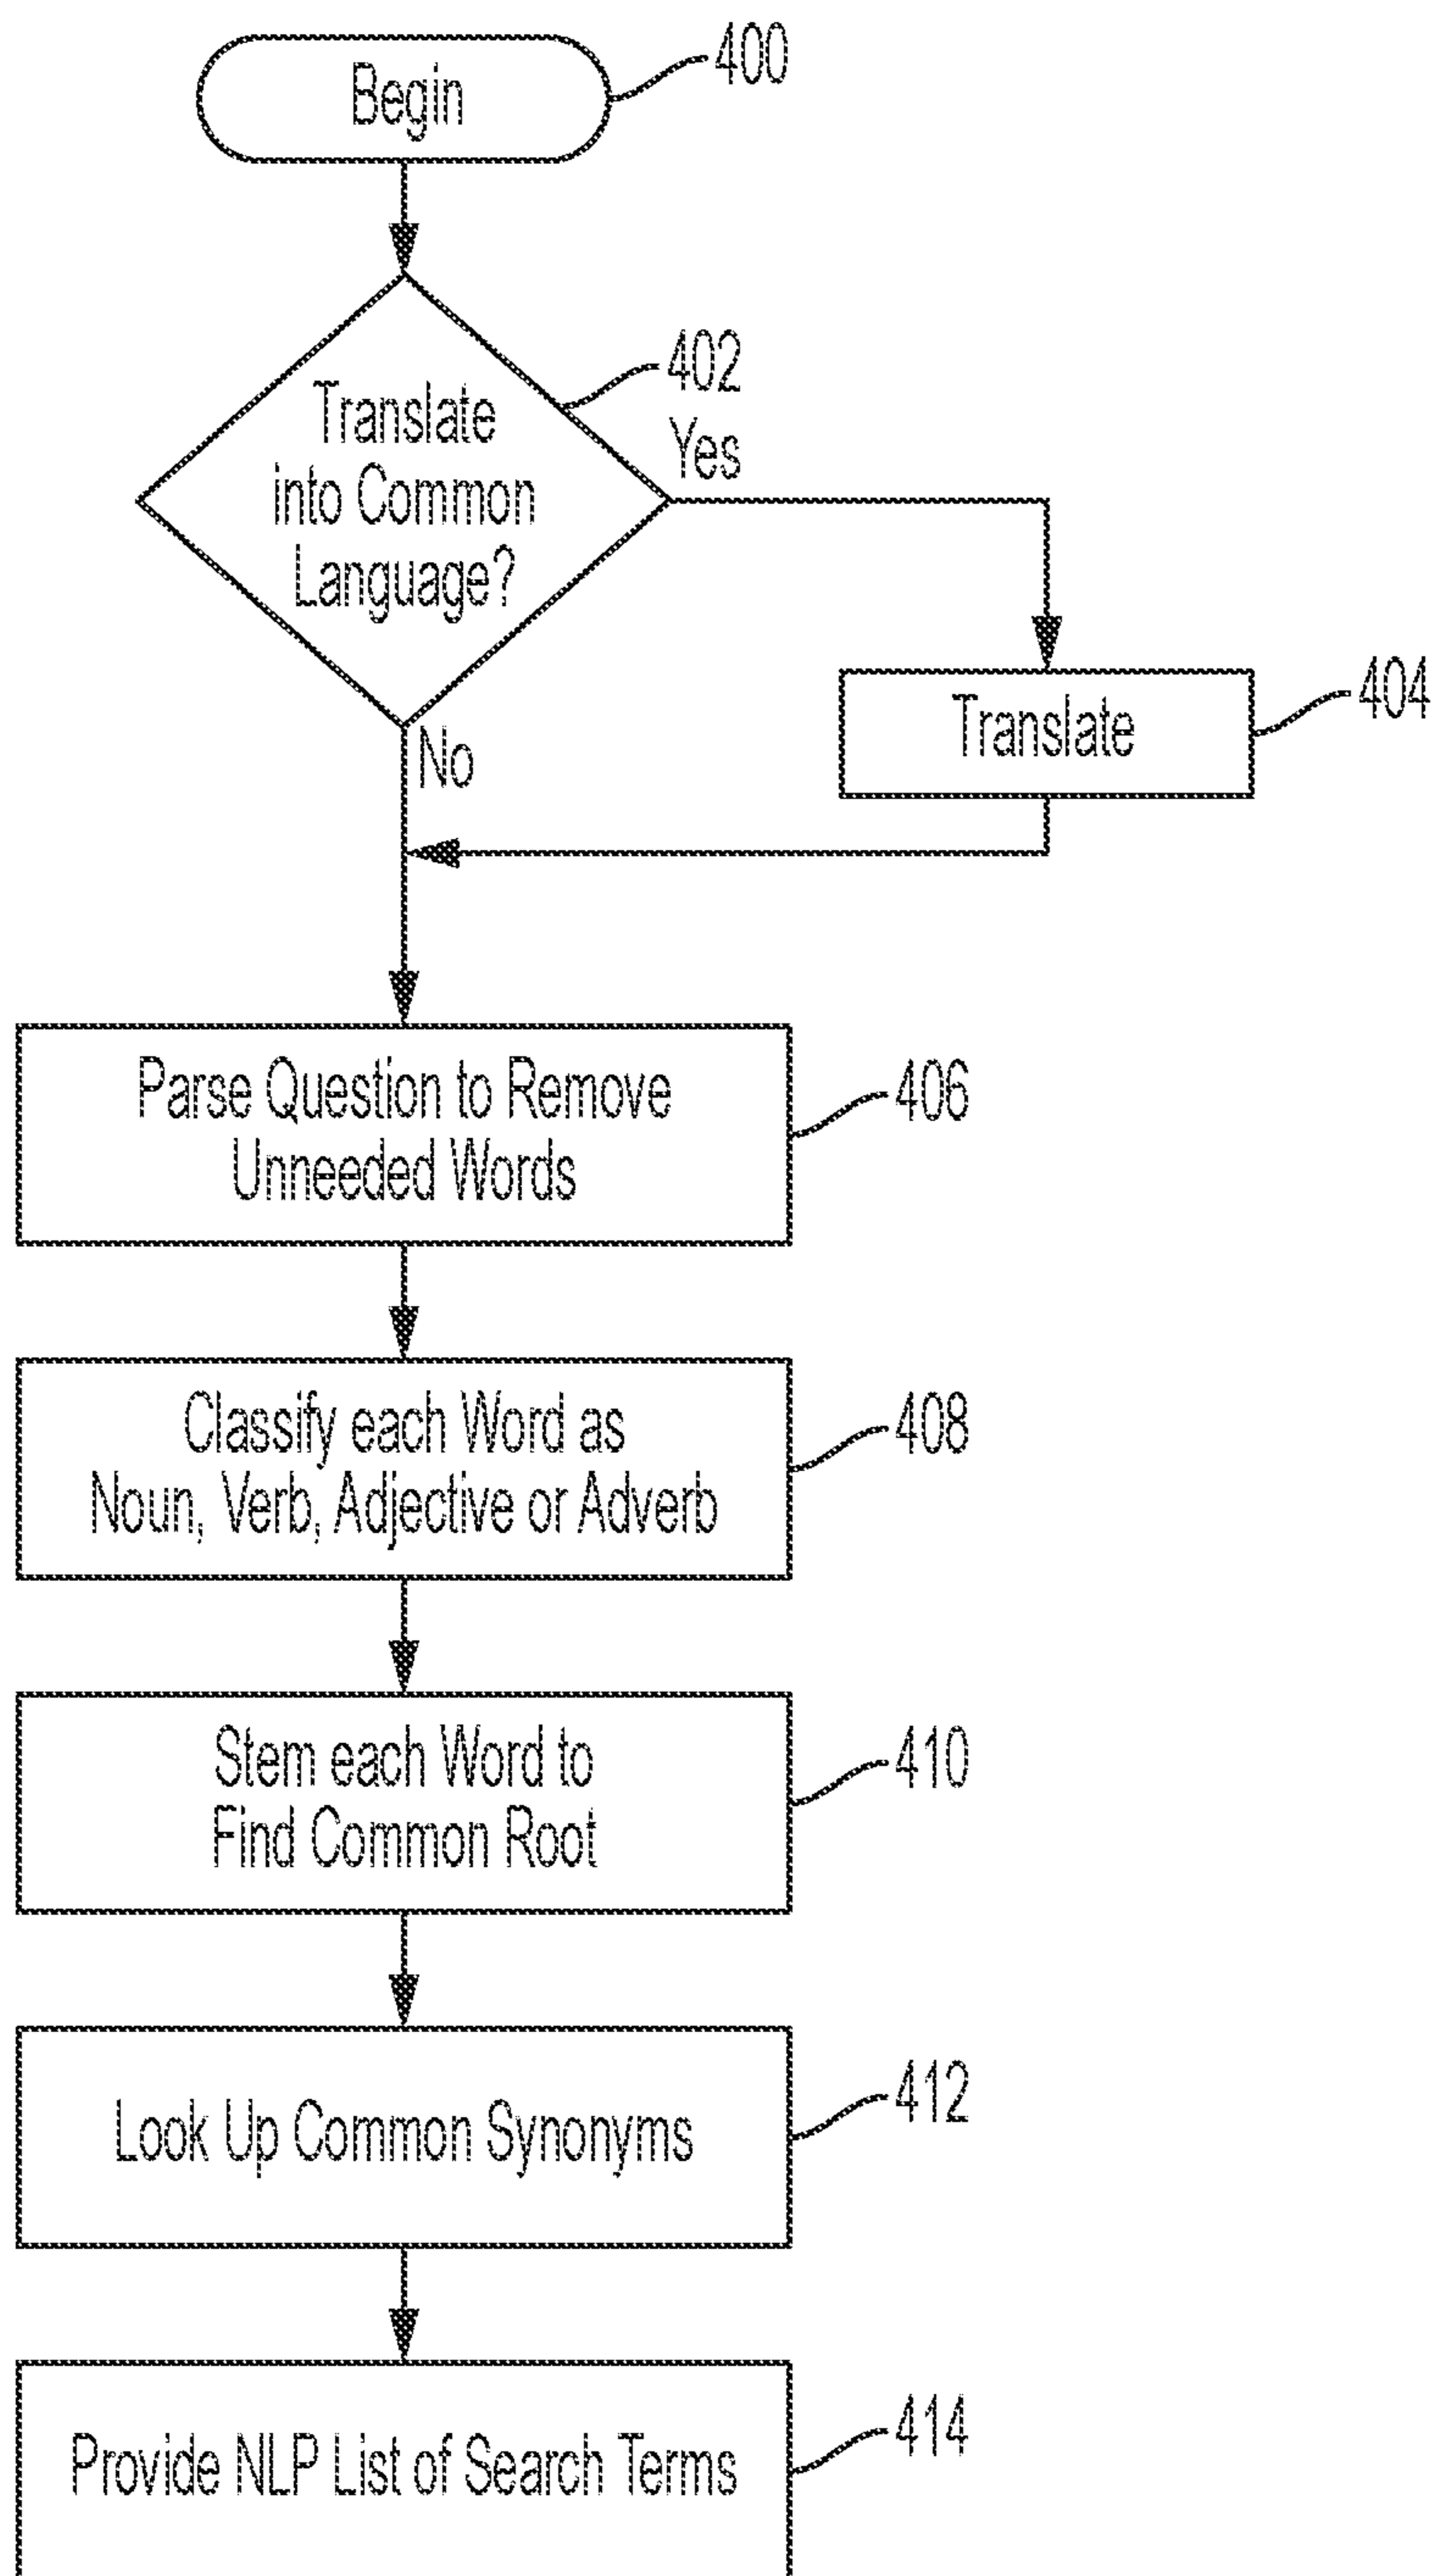 Begin
400
Translate
into Common
Language?
402
Yes
No
Translate
404
Parse Question to Remove
Unneeded Words
406
Classify each Word as
Noun, Verb, Adjective or Adverb
408
Stem each Word to
Find Common Root
410
Look Up Common Synonyms
412
Provide NLP List of Search Terms
414